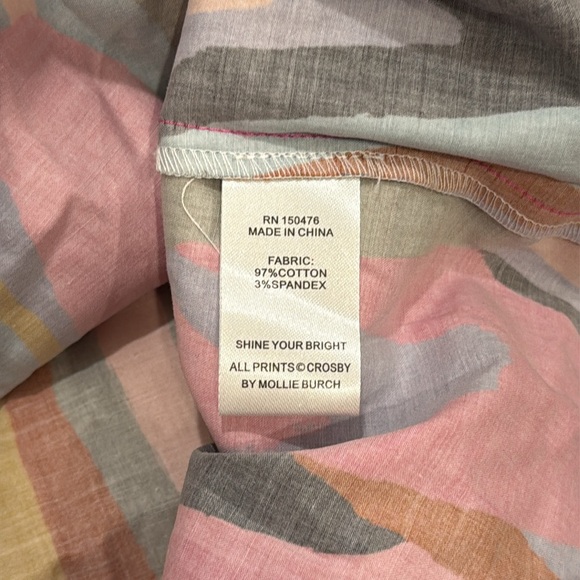 RN 150476
MADE IN CHINA
FABRIC:
97%COTTON
3%SPANDEX
SHINE YOUR BRIGHT
ALL PRINTS©CROSBY
BY MOLLIE BURCH